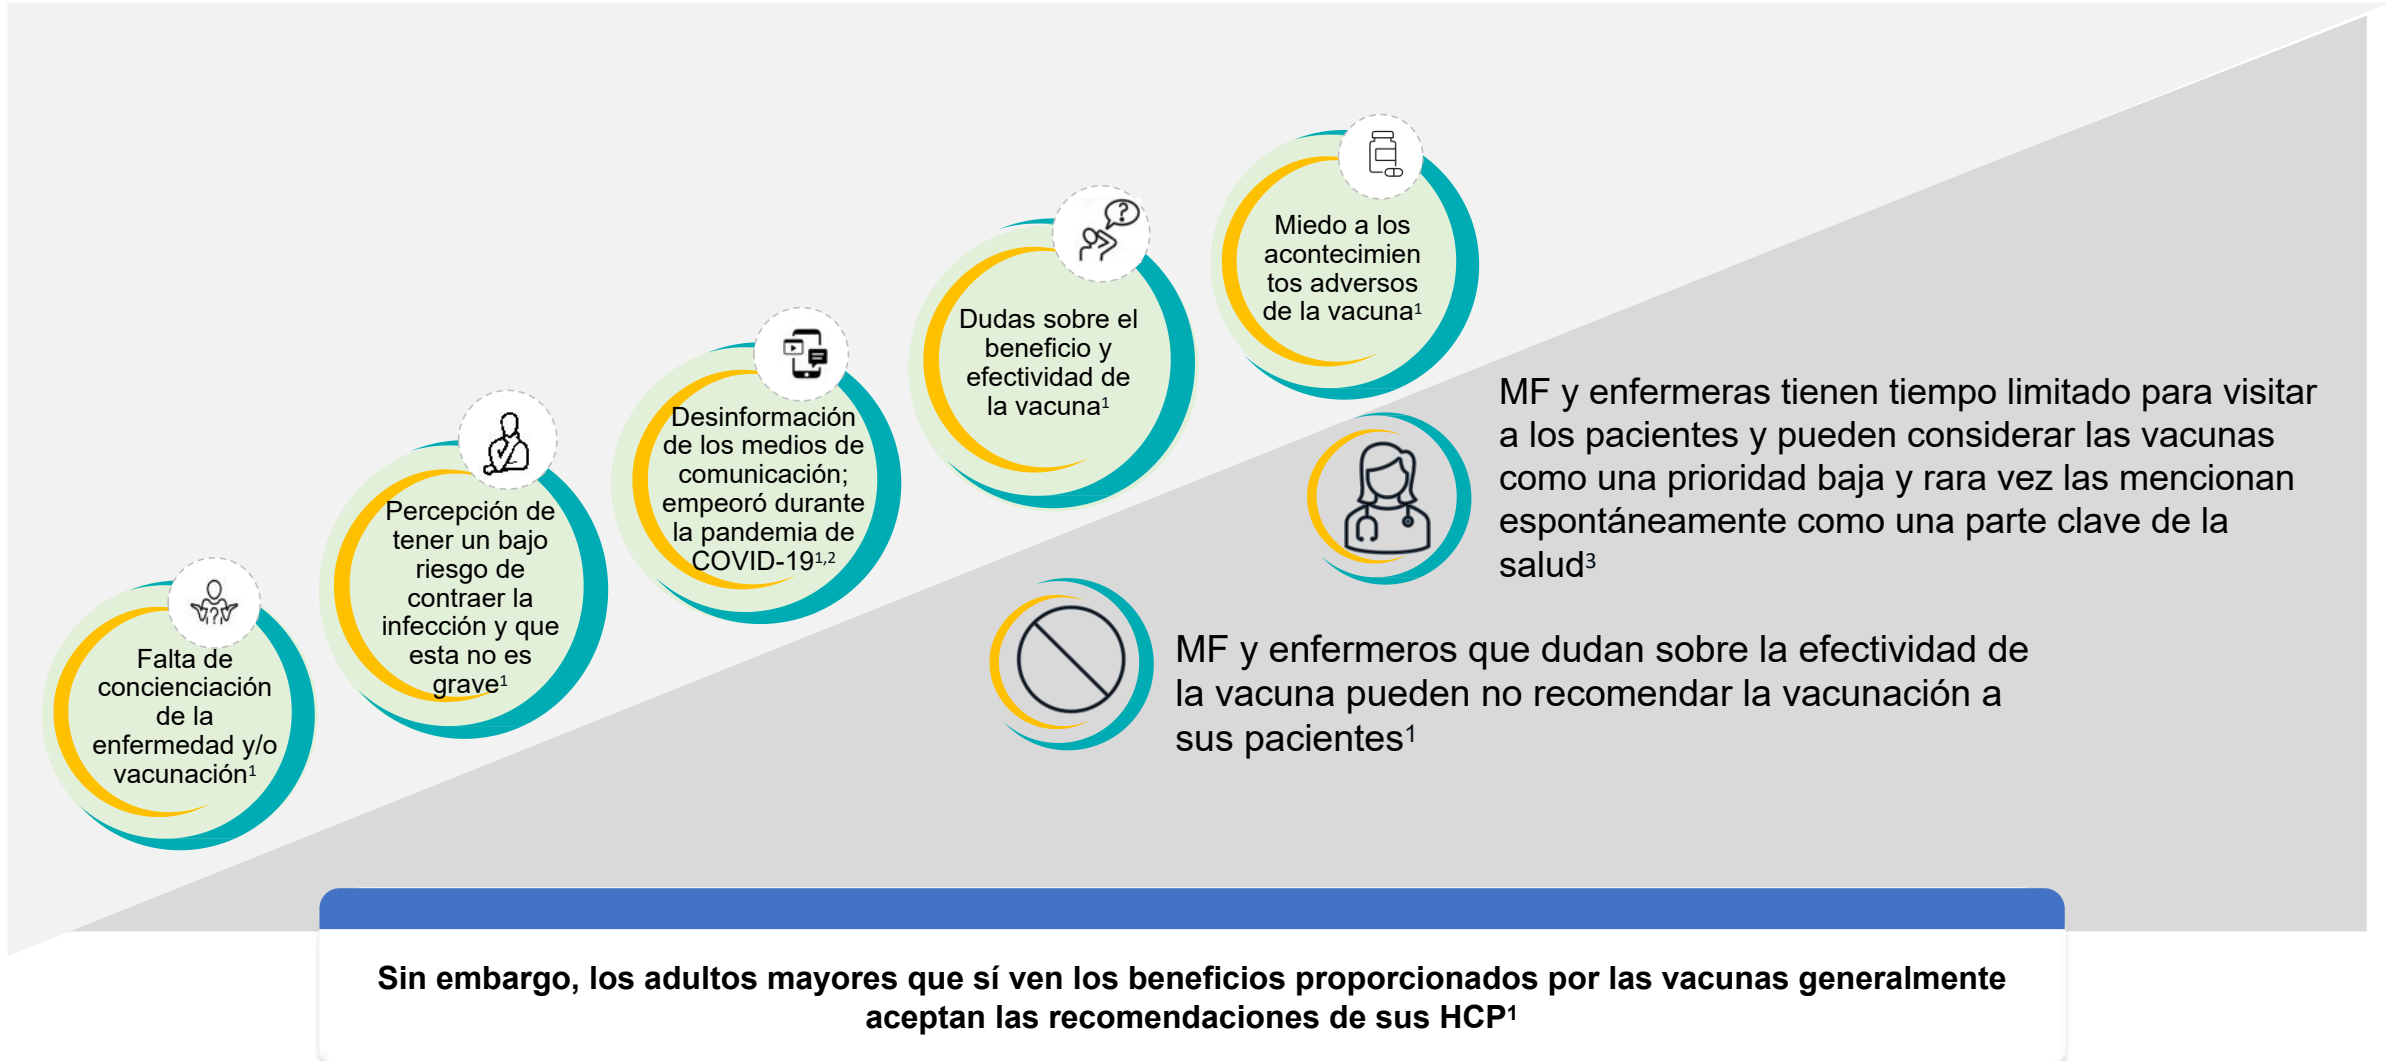 Falta de
concienciación
de la
enfermedad y/o
vacunación¹
Percepción de
tener un bajo
riesgo de
contraer la
infección y que
esta no es
grave¹
Desinformación
de los medios de
comunicación;
empeoró durante
la pandemia de
COVID-19¹,²
?
Dudas sobre el
beneficio y
efectividad de
la vacuna¹
Miedo a los
acontecimien
tos adversos
de la vacuna¹
MF y enfermeras tienen tiempo limitado para visitar
a los pacientes y pueden considerar las vacunas
como una prioridad baja y rara vez las mencionan
espontáneamente como una parte clave de la
salud³
MF y enfermeros que dudan sobre la efectividad de
la vacuna pueden no recomendar la vacunación a
sus pacientes¹
Sin embargo, los adultos mayores que sí ven los beneficios proporcionados por las vacunas generalmente
aceptan las recomendaciones de sus HCP¹